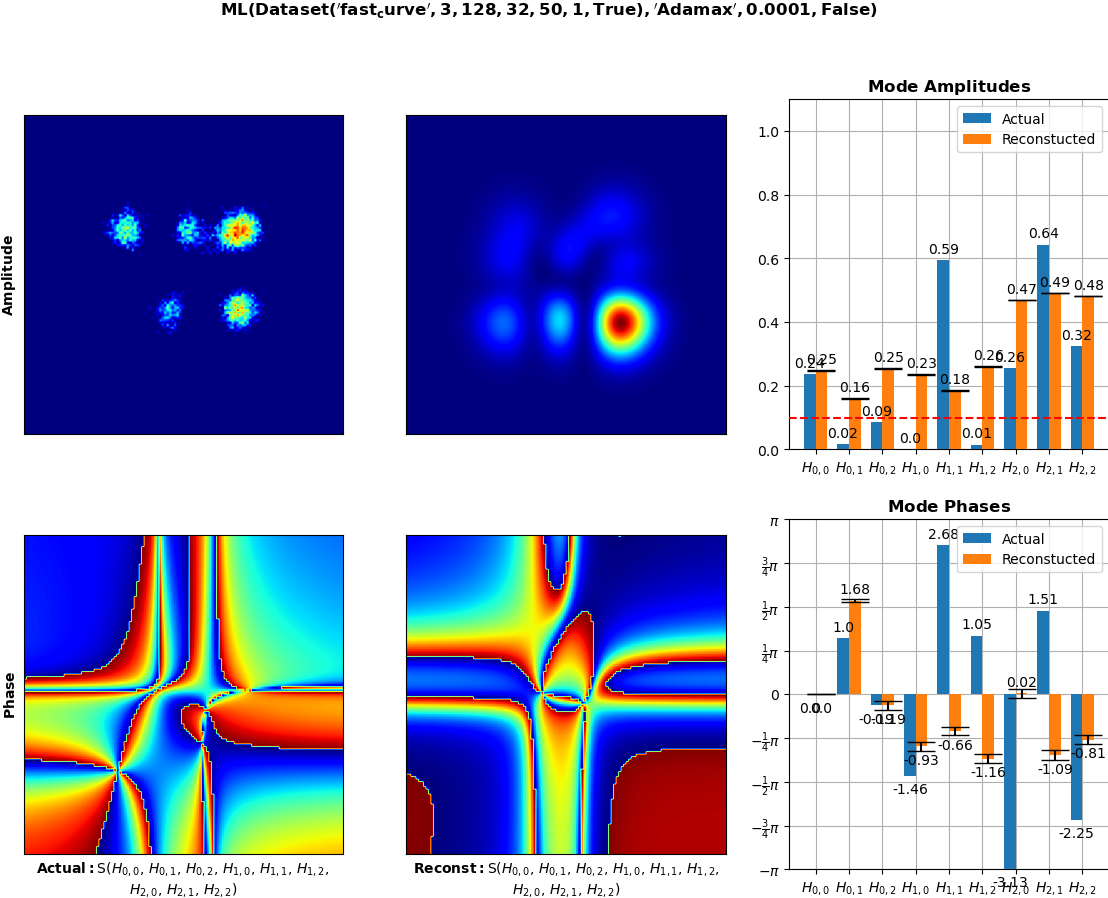 ML(Dataset(′fast_curve′, 3, 128, 32, 50, 1, True), ′Adamax′, 0.0001, False)
Mode Amplitudes
Actual
Reconstucted
1.0
0.8
0.6
0.4
0.2
0.0
0.24
0.25
0.02
0.16
0.09
0.25
0.0
0.23
0.59
0.18
0.01
0.26
0.26
0.47
0.64
0.49
0.32
0.48
H0,0 H0,1 H0,2 H1,0 H1,1 H1,2 H2,0 H2,1 H2,2
Amplitude
Mode Phases
Actual
Reconstucted
π
3/4π
1/2π
1/4π
0
−1/4π
−1/2π
−3/4π
−π
0.0
0.0
1.0
1.68
-0.19
-0.19
-1.46
-0.93
2.68
-0.66
1.05
-1.16
-3.13
0.02
1.51
-1.09
-2.25
-0.81
H0,0 H0,1 H0,2 H1,0 H1,1 H1,2 H2,0 H2,1 H2,2
Phase
Actual: S(H0,0, H0,1, H0,2, H1,0, H1,1, H1,2,
H2,0, H2,1, H2,2)
Reconst: S(H0,0, H0,1, H0,2, H1,0, H1,1, H1,2,
H2,0, H2,1, H2,2)